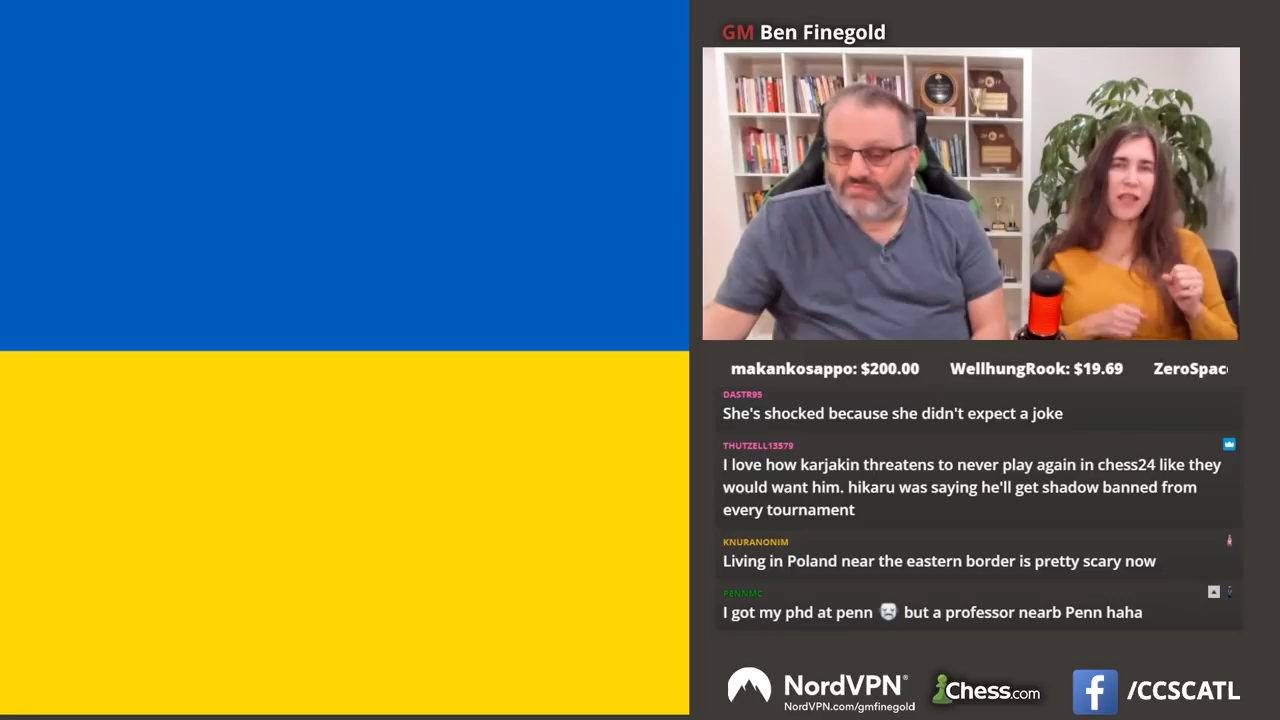 GM Ben Finegold
makankosappo: $200.00 WellhungRook: $19.69 ZeroSpac
DASTR95
She's shocked because she didn't expect a joke
THUTZELL13579
I love how karjakin threatens to never play again in chess24 like they
would want him. hikaru was saying he'll get shadow banned from
every tournament
KNURANONIM
Living in Poland near the eastern border is pretty scary now
PENNMC
I got my phd at penn but a professor nearb Penn haha
NordVPN®
NordVPN.com/gmfinegold
Chess.com
f /CCSCATL